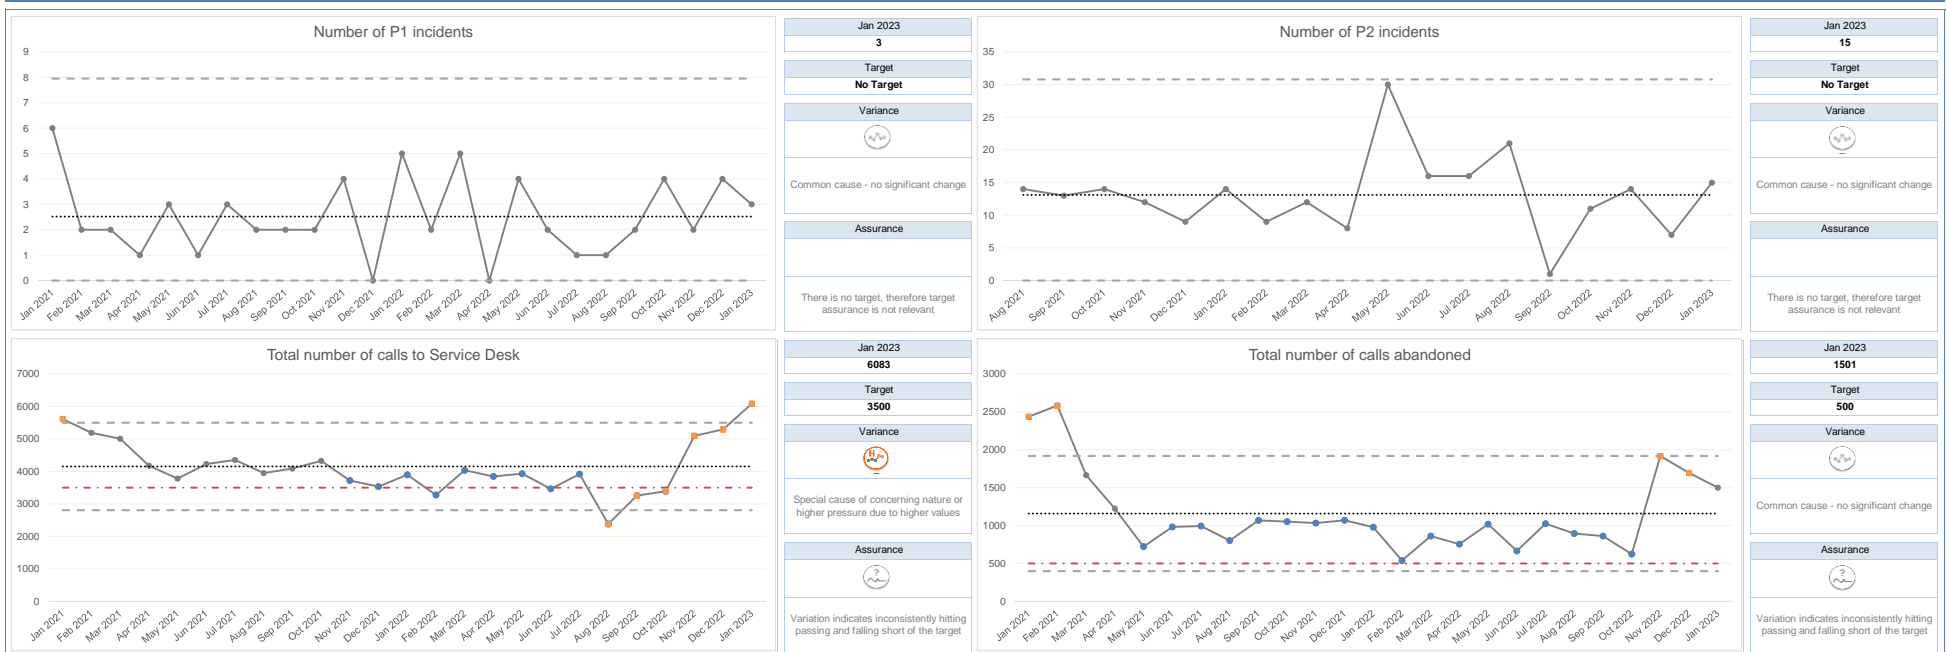 Number of P1 incidents
9
8
7
6
5
4
3
2
1
0
Jan 2021
Feb 2021
Mar 2021
Apr 2021
May 2021
Jun 2021
Jul 2021
Aug 2021
Sep 2021
Oct 2021
Nov 2021
Dec 2021
Jan 2022
Feb 2022
Mar 2022
Apr 2022
May 2022
Jun 2022
Jul 2022
Aug 2022
Sep 2022
Oct 2022
Nov 2022
Dec 2022
Jan 2023
Jan 2023
3
Target
No Target
Variance
Common cause - no significant change
Assurance
There is no target, therefore target
assurance is not relevant
Number of P2 incidents
35
30
25
20
15
10
5
0
Aug 2021
Sep 2021
Oct 2021
Nov 2021
Dec 2021
Jan 2022
Feb 2022
Mar 2022
Apr 2022
May 2022
Jun 2022
Jul 2022
Aug 2022
Sep 2022
Oct 2022
Nov 2022
Dec 2022
Jan 2023
Jan 2023
15
Target
No Target
Variance
Common cause - no significant change
Assurance
There is no target, therefore target
assurance is not relevant
Total number of calls to Service Desk
7000
6000
5000
4000
3000
2000
1000
0
Jan 2021
Feb 2021
Mar 2021
Apr 2021
May 2021
Jun 2021
Jul 2021
Aug 2021
Sep 2021
Oct 2021
Nov 2021
Dec 2021
Jan 2022
Feb 2022
Mar 2022
Apr 2022
May 2022
Jun 2022
Jul 2022
Aug 2022
Sep 2022
Oct 2022
Nov 2022
Dec 2022
Jan 2023
Jan 2023
6083
Target
3500
Variance
H
Special cause of concerning nature or
higher pressure due to higher values
Assurance
?
Variation indicates inconsistently hitting
passing and falling short of the target
Total number of calls abandoned
3000
2500
2000
1500
1000
500
0
Jan 2021
Feb 2021
Mar 2021
Apr 2021
May 2021
Jun 2021
Jul 2021
Aug 2021
Sep 2021
Oct 2021
Nov 2021
Dec 2021
Jan 2022
Feb 2022
Mar 2022
Apr 2022
May 2022
Jun 2022
Jul 2022
Aug 2022
Sep 2022
Oct 2022
Nov 2022
Dec 2022
Jan 2023
Jan 2023
1501
Target
500
Variance
Common cause - no significant change
Assurance
?
Variation indicates inconsistently hitting
passing and falling short of the target